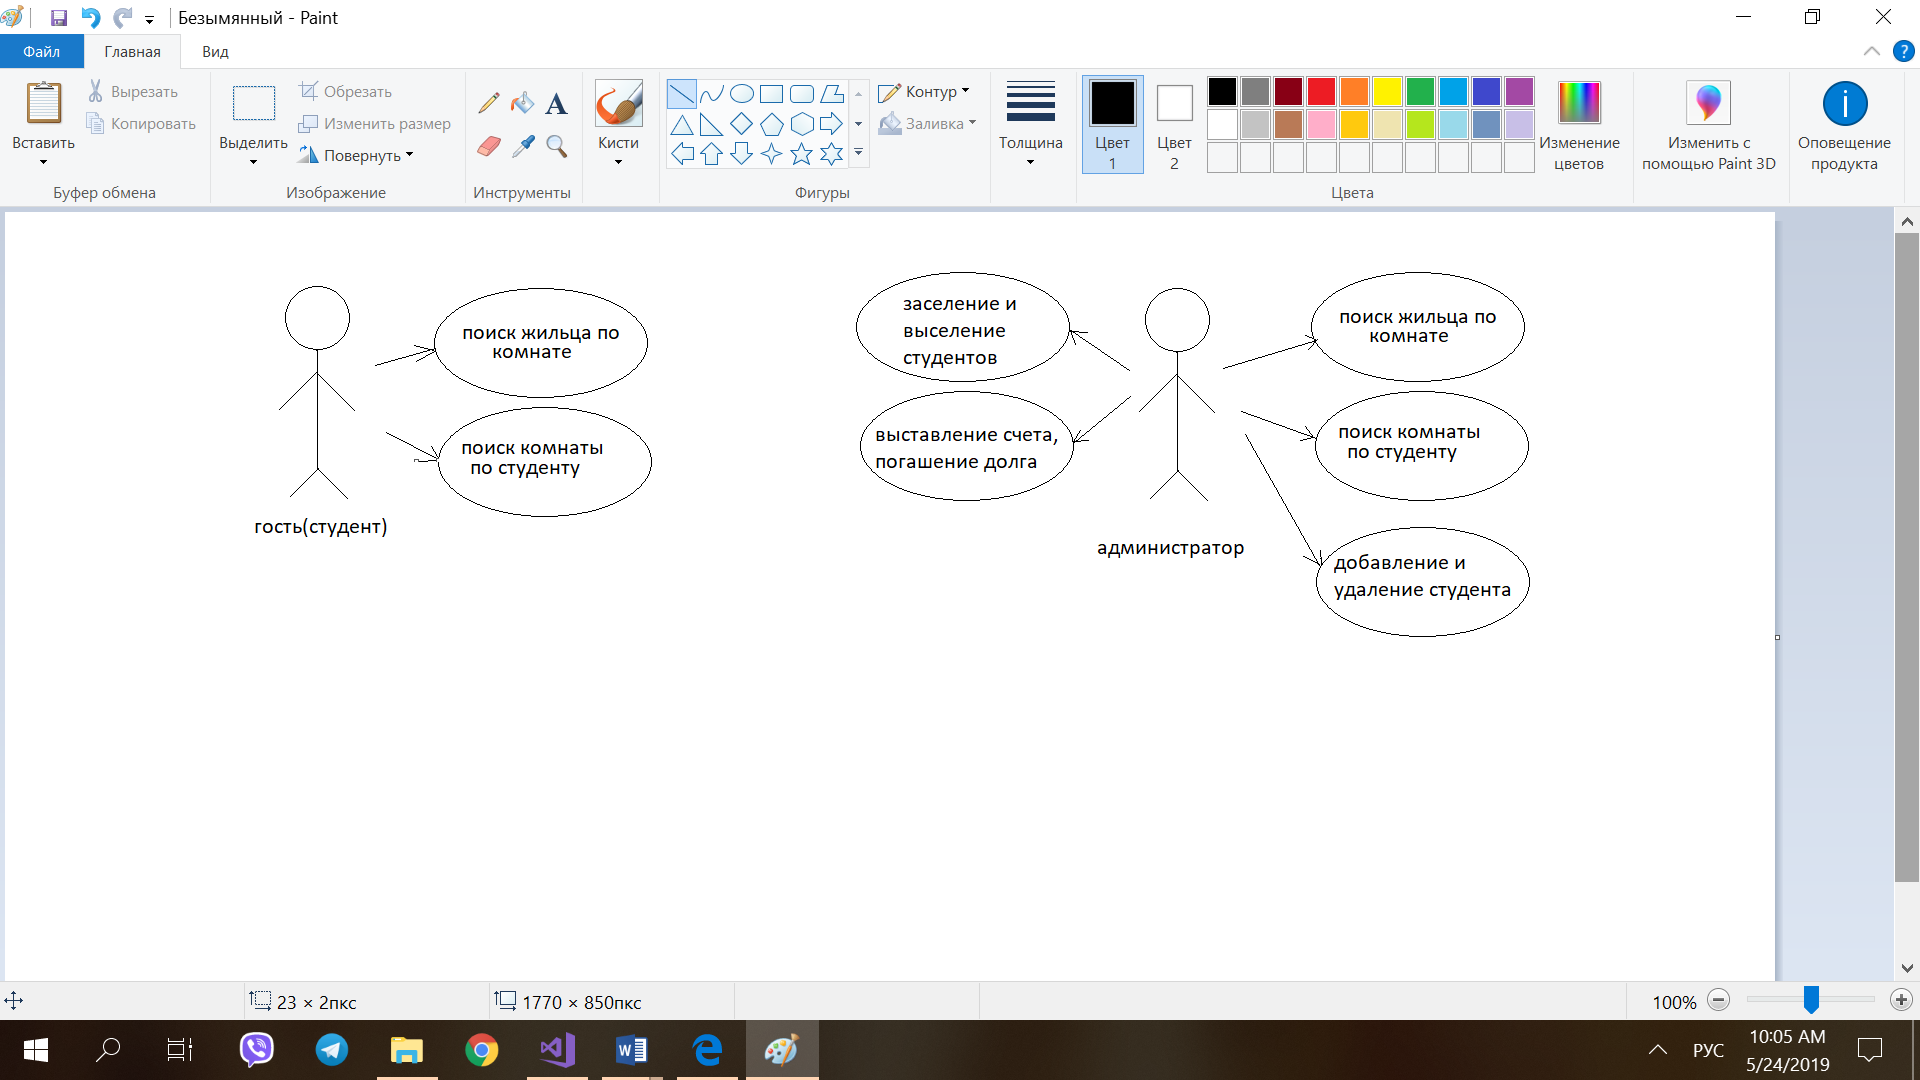 Безымянный - Paint
Файл
Главная
Вид
Вставить
Вырезать
Копировать
Буфер обмена
Выделить
Обрезать
Изменить размер
Повернуть
Изображение
A
Инструменты
Кисти
Контур
Заливка
Фигуры
Толщина
Цвет
1
Цвет
2
Изменение
цветов
Цвета
Изменить с
помощью Paint 3D
Оповещение
продукта
поиск жильца по
комнате
поиск комнаты
по студенту
гость(студент)
заселение и
выселение
студентов
выставление счета,
погашение долга
администратор
поиск жильца по
комнате
поиск комнаты
по студенту
добавление и
удаление студента
23 × 2пкс
1770 × 850пкс
100%
РУС
10:05 AM
5/24/2019